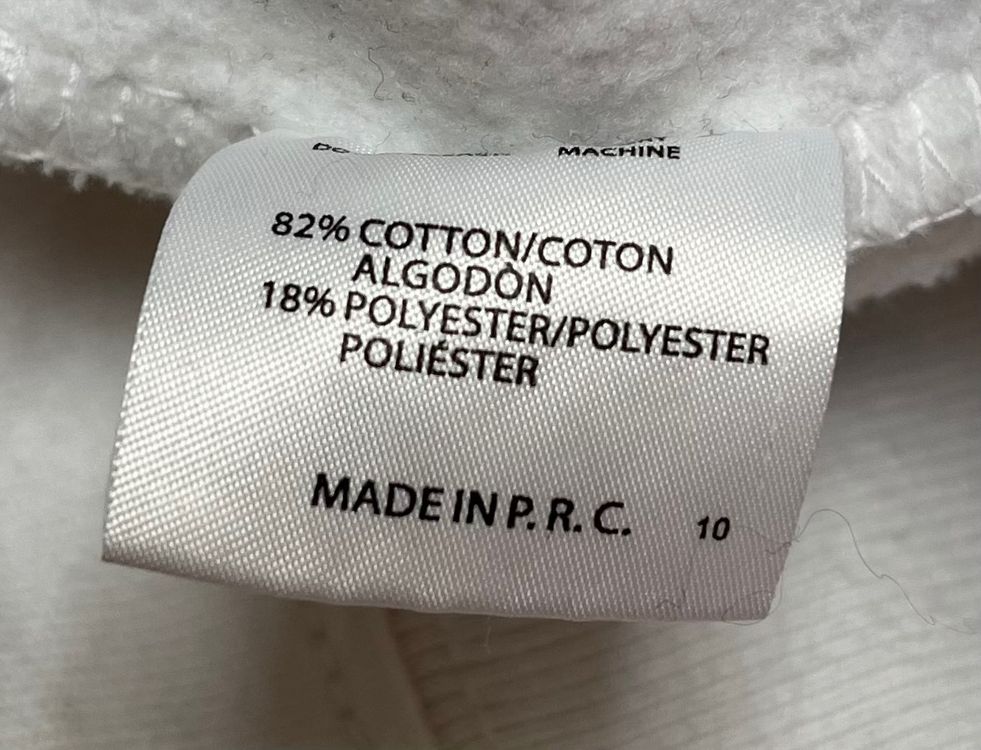 MACHINE
82% COTTON/COTON
ALGODÒN
18% POLYESTER/POLYESTER
POLIÉSTER
MADE IN P. R. C. 10